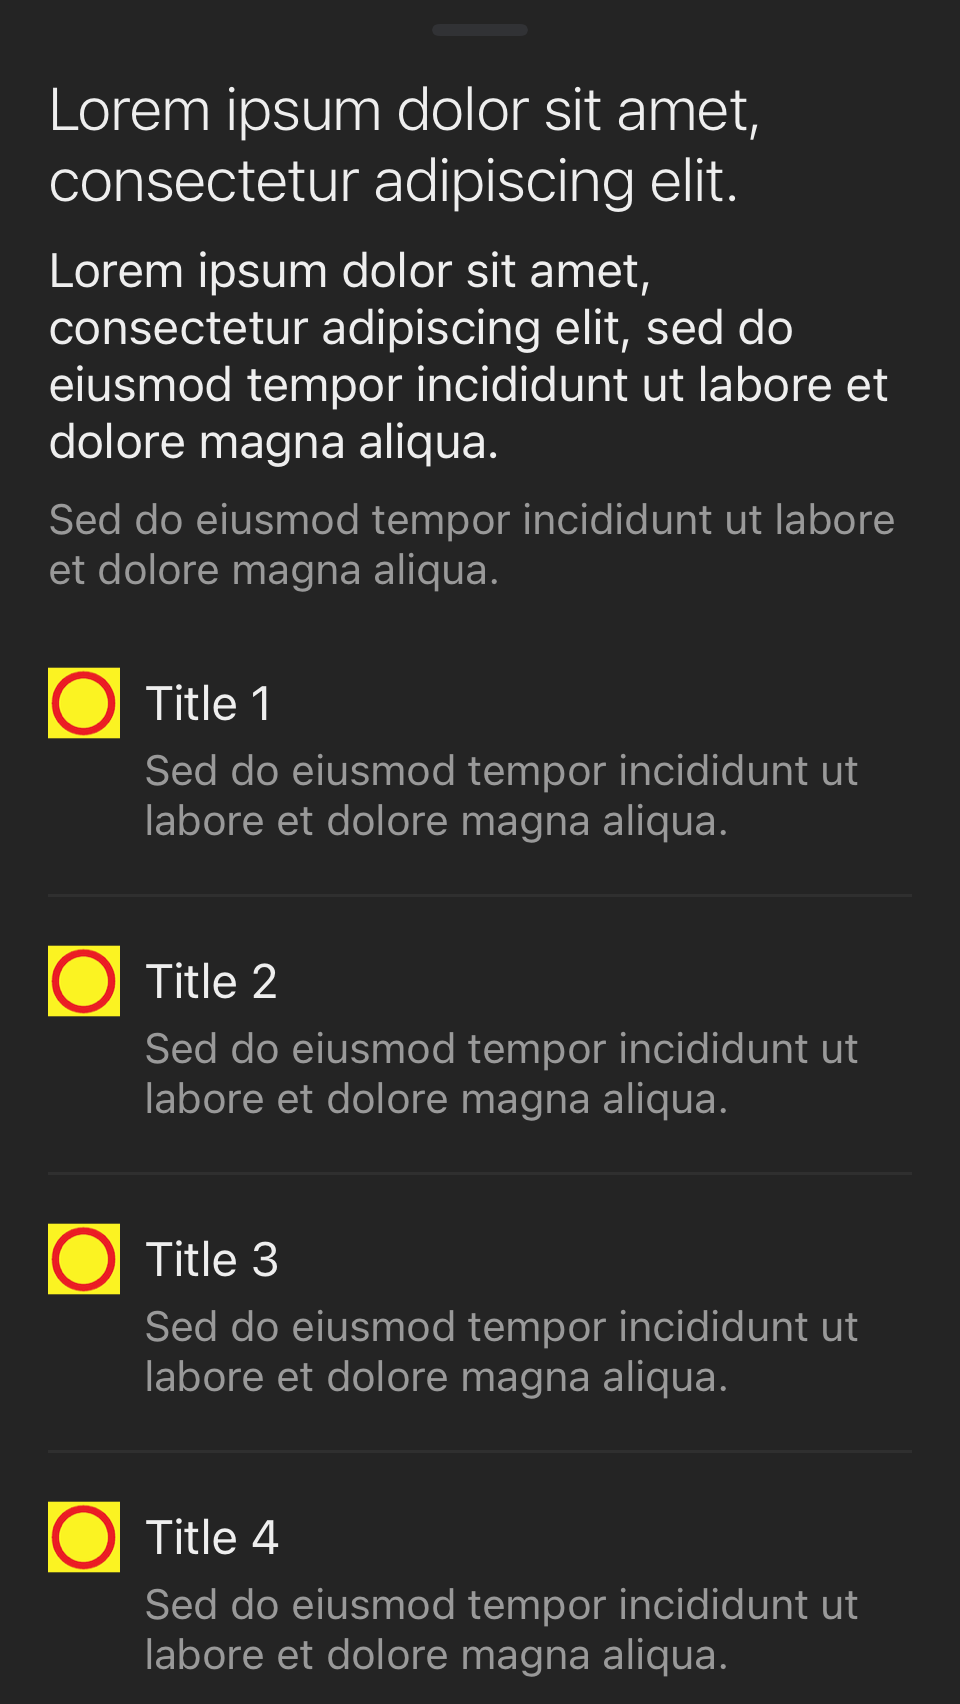 Lorem ipsum dolor sit amet,
consectetur adipiscing elit.
Lorem ipsum dolor sit amet,
consectetur adipiscing elit, sed do
eiusmod tempor incididunt ut labore et
dolore magna aliqua.
Sed do eiusmod tempor incididunt ut labore
et dolore magna aliqua.
Title 1
Sed do eiusmod tempor incididunt ut
labore et dolore magna aliqua.
Title 2
Sed do eiusmod tempor incididunt ut
labore et dolore magna aliqua.
Title 3
Sed do eiusmod tempor incididunt ut
labore et dolore magna aliqua.
Title 4
Sed do eiusmod tempor incididunt ut
labore et dolore magna aliqua.